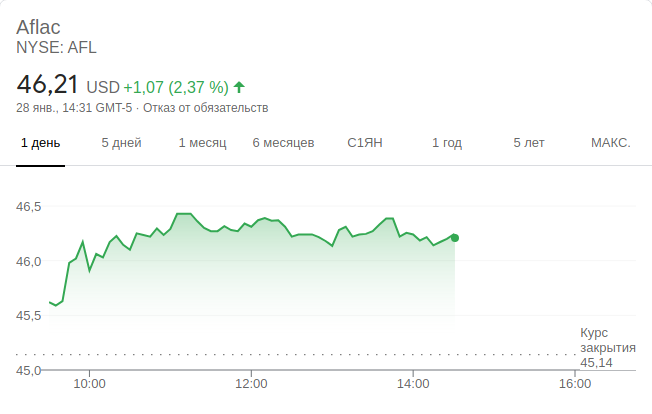 Aflac
NYSE: AFL
46,21 USD +1,07 (2,37 %)
28 янв., 14:31 GMT-5 · Отказ от обязательств
1 день 5 дней 1 месяц 6 месяцев С1ЯН 1 год 5 лет МАКС.
46,5
46,0
45,5
Курс
закрытия
45,14
45,0
10:00 12:00 14:00 16:00